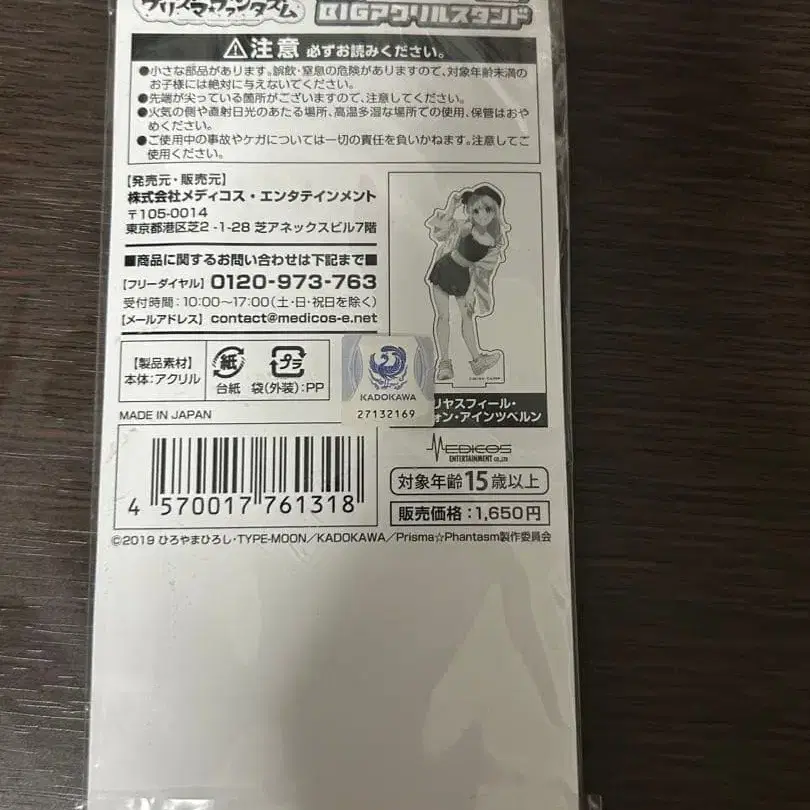 プリズマ☆ファンタズム
BIGアクリルスタンド
注意 必ずお読みください。
●小さな部品があります。誤飲・窒息の危険がありますので、対象年齢未満の
お子様には絶対に与えないでください。
●先端が尖っている箇所がございますので、注意してください。
●火気の側や直射日光のあたる場所、高温多湿な場所での使用、保管はおや
めください。
●ご使用中の事故やケガについては一切の責任を負いかねます。注意してご
使用ください。
【発売元・販売元】
株式会社メディコス・エンタテインメント
〒105-0014
東京都港区芝2-1-28 芝アネックスビル7階
■商品に関するお問い合わせは下記まで■
【フリーダイヤル】0120-973-763
受付時間：10:00〜17:00（土・日・祝日を除く）
【メールアドレス】contact@medicos-e.net
【製品素材】
本体：アクリル
紙
台紙
プラ
袋（外装）：PP
KADOKAWA
27132169
リヤスフィール・
フォン・アインツベルン
MADE IN JAPAN
MEDICOS
ENTERTAINMENT CO.,LTD
4 570017 761318
対象年齢15歳以上
販売価格：1,650円
©2019 ひろやまひろし・TYPE-MOON／KADOKAWA／Prisma☆Phantasm製作委員会